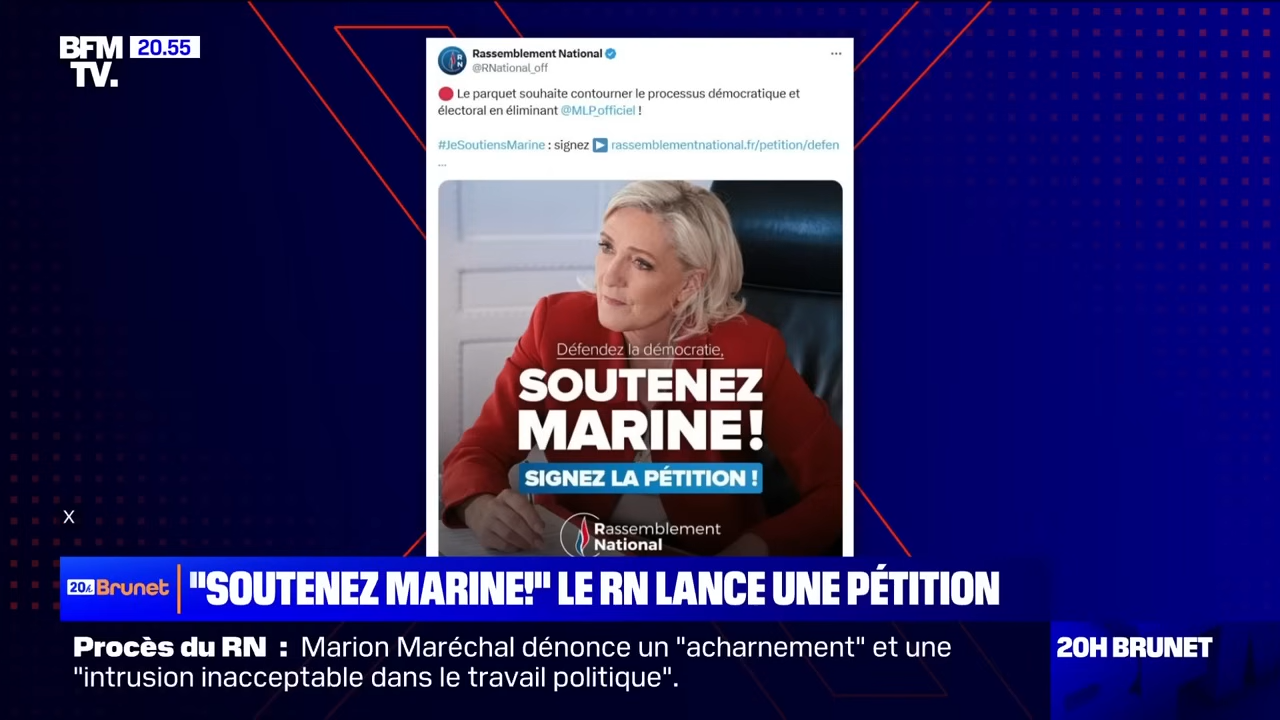 BFM
TV.
20.55
Rassemblement National
@RNational_off
Le parquet souhaite contourner le processus démocratique et
électoral en éliminant @MLP_officiel !
#JeSoutiensMarine : signez ▶ rassemblementnational.fr/petition/defen
...
Défendez la démocratie,
SOUTENEZ
MARINE !
SIGNEZ LA PÉTITION !
Rassemblement
National
X
20h Brunet
"SOUTENEZ MARINE!" LE RN LANCE UNE PÉTITION
Procès du RN : Marion Maréchal dénonce un "acharnement" et une
"intrusion inacceptable dans le travail politique".
20H BRUNET